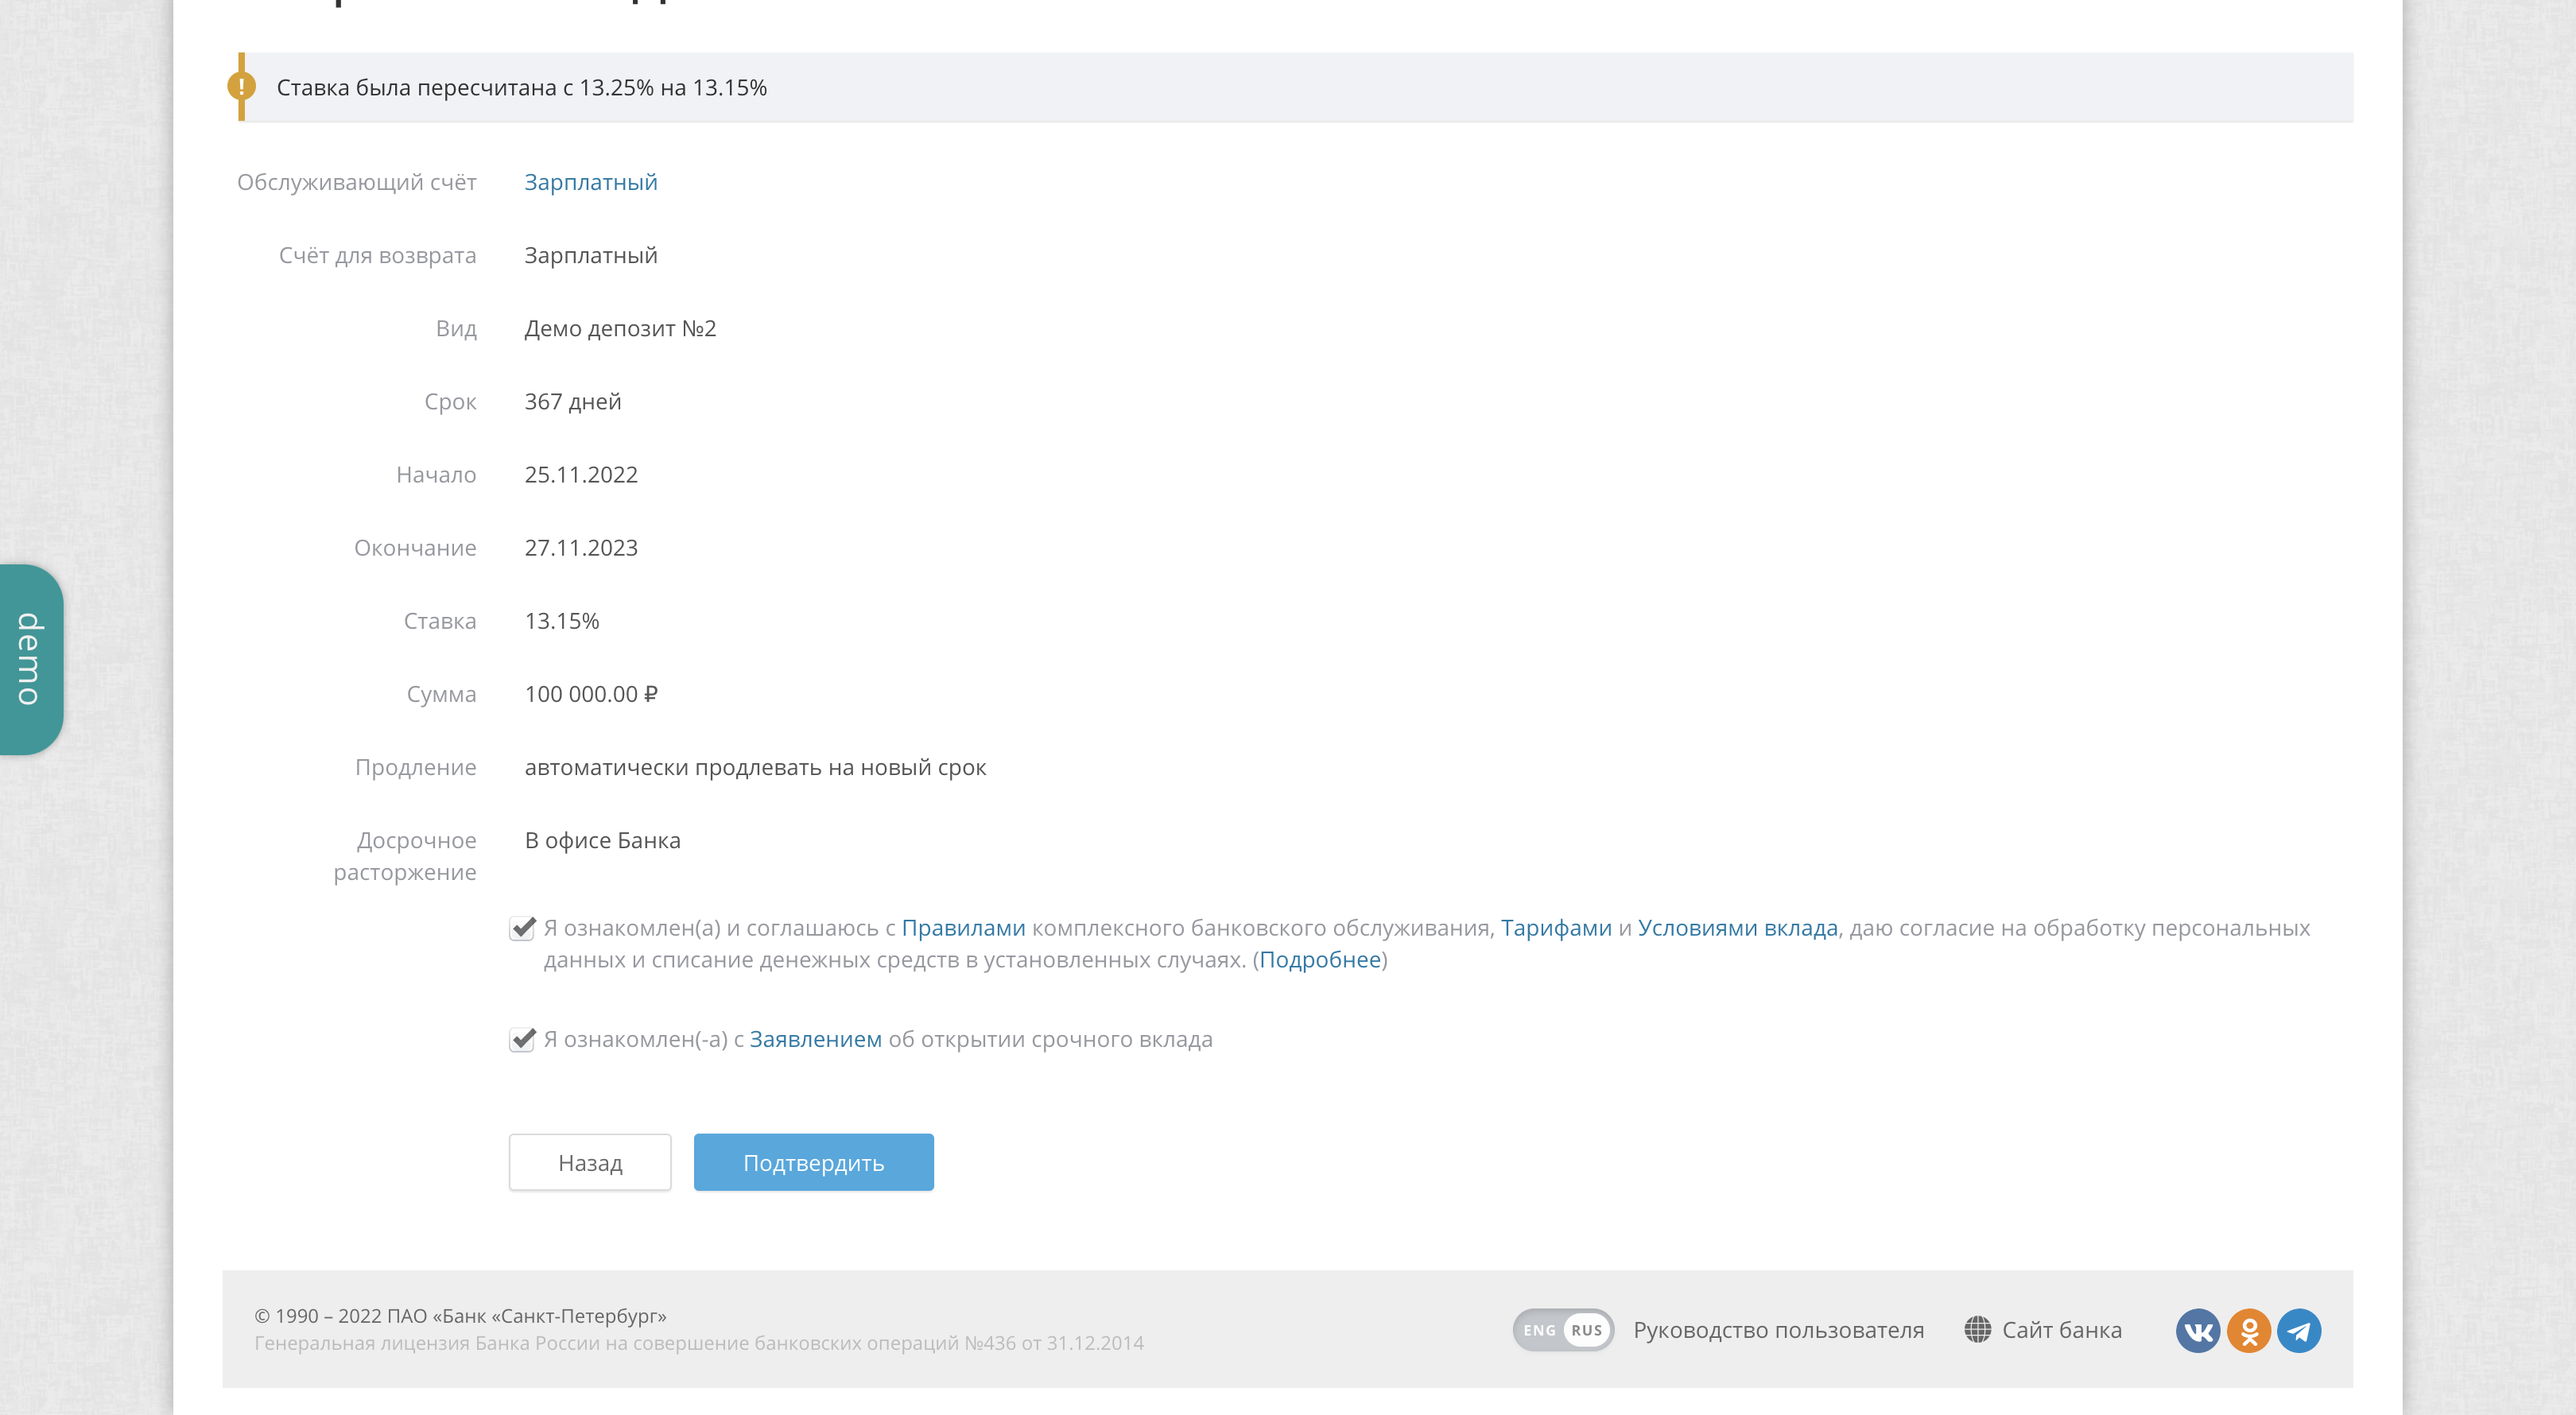 Ставка была пересчитана с 13.25% на 13.15%
Обслуживающий счёт Зарплатный
Счёт для возврата Зарплатный
Вид Демо депозит №2
Срок 367 дней
Начало 25.11.2022
Окончание 27.11.2023
Ставка 13.15%
Сумма 100 000.00 ₽
Продление автоматически продлевать на новый срок
Досрочное В офисе Банка
расторжение
Я ознакомлен(а) и соглашаюсь с Правилами комплексного банковского обслуживания, Тарифами и Условиями вклада, даю согласие на обработку персональных
данных и списание денежных средств в установленных случаях. (Подробнее)
Я ознакомлен(-а) с Заявлением об открытии срочного вклада
Назад Подтвердить
demo
© 1990 – 2022 ПАО «Банк «Санкт-Петербург»
Генеральная лицензия Банка России на совершение банковских операций №436 от 31.12.2014
ENG RUS Руководство пользователя Сайт банка